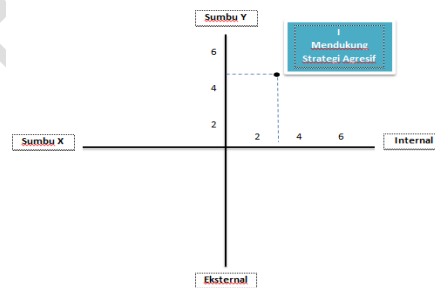 Sumbu Y
I
Mendukung
Strategi Agresif
6
4
2
2 4 6
Sumbu X
Internal
Eksternal